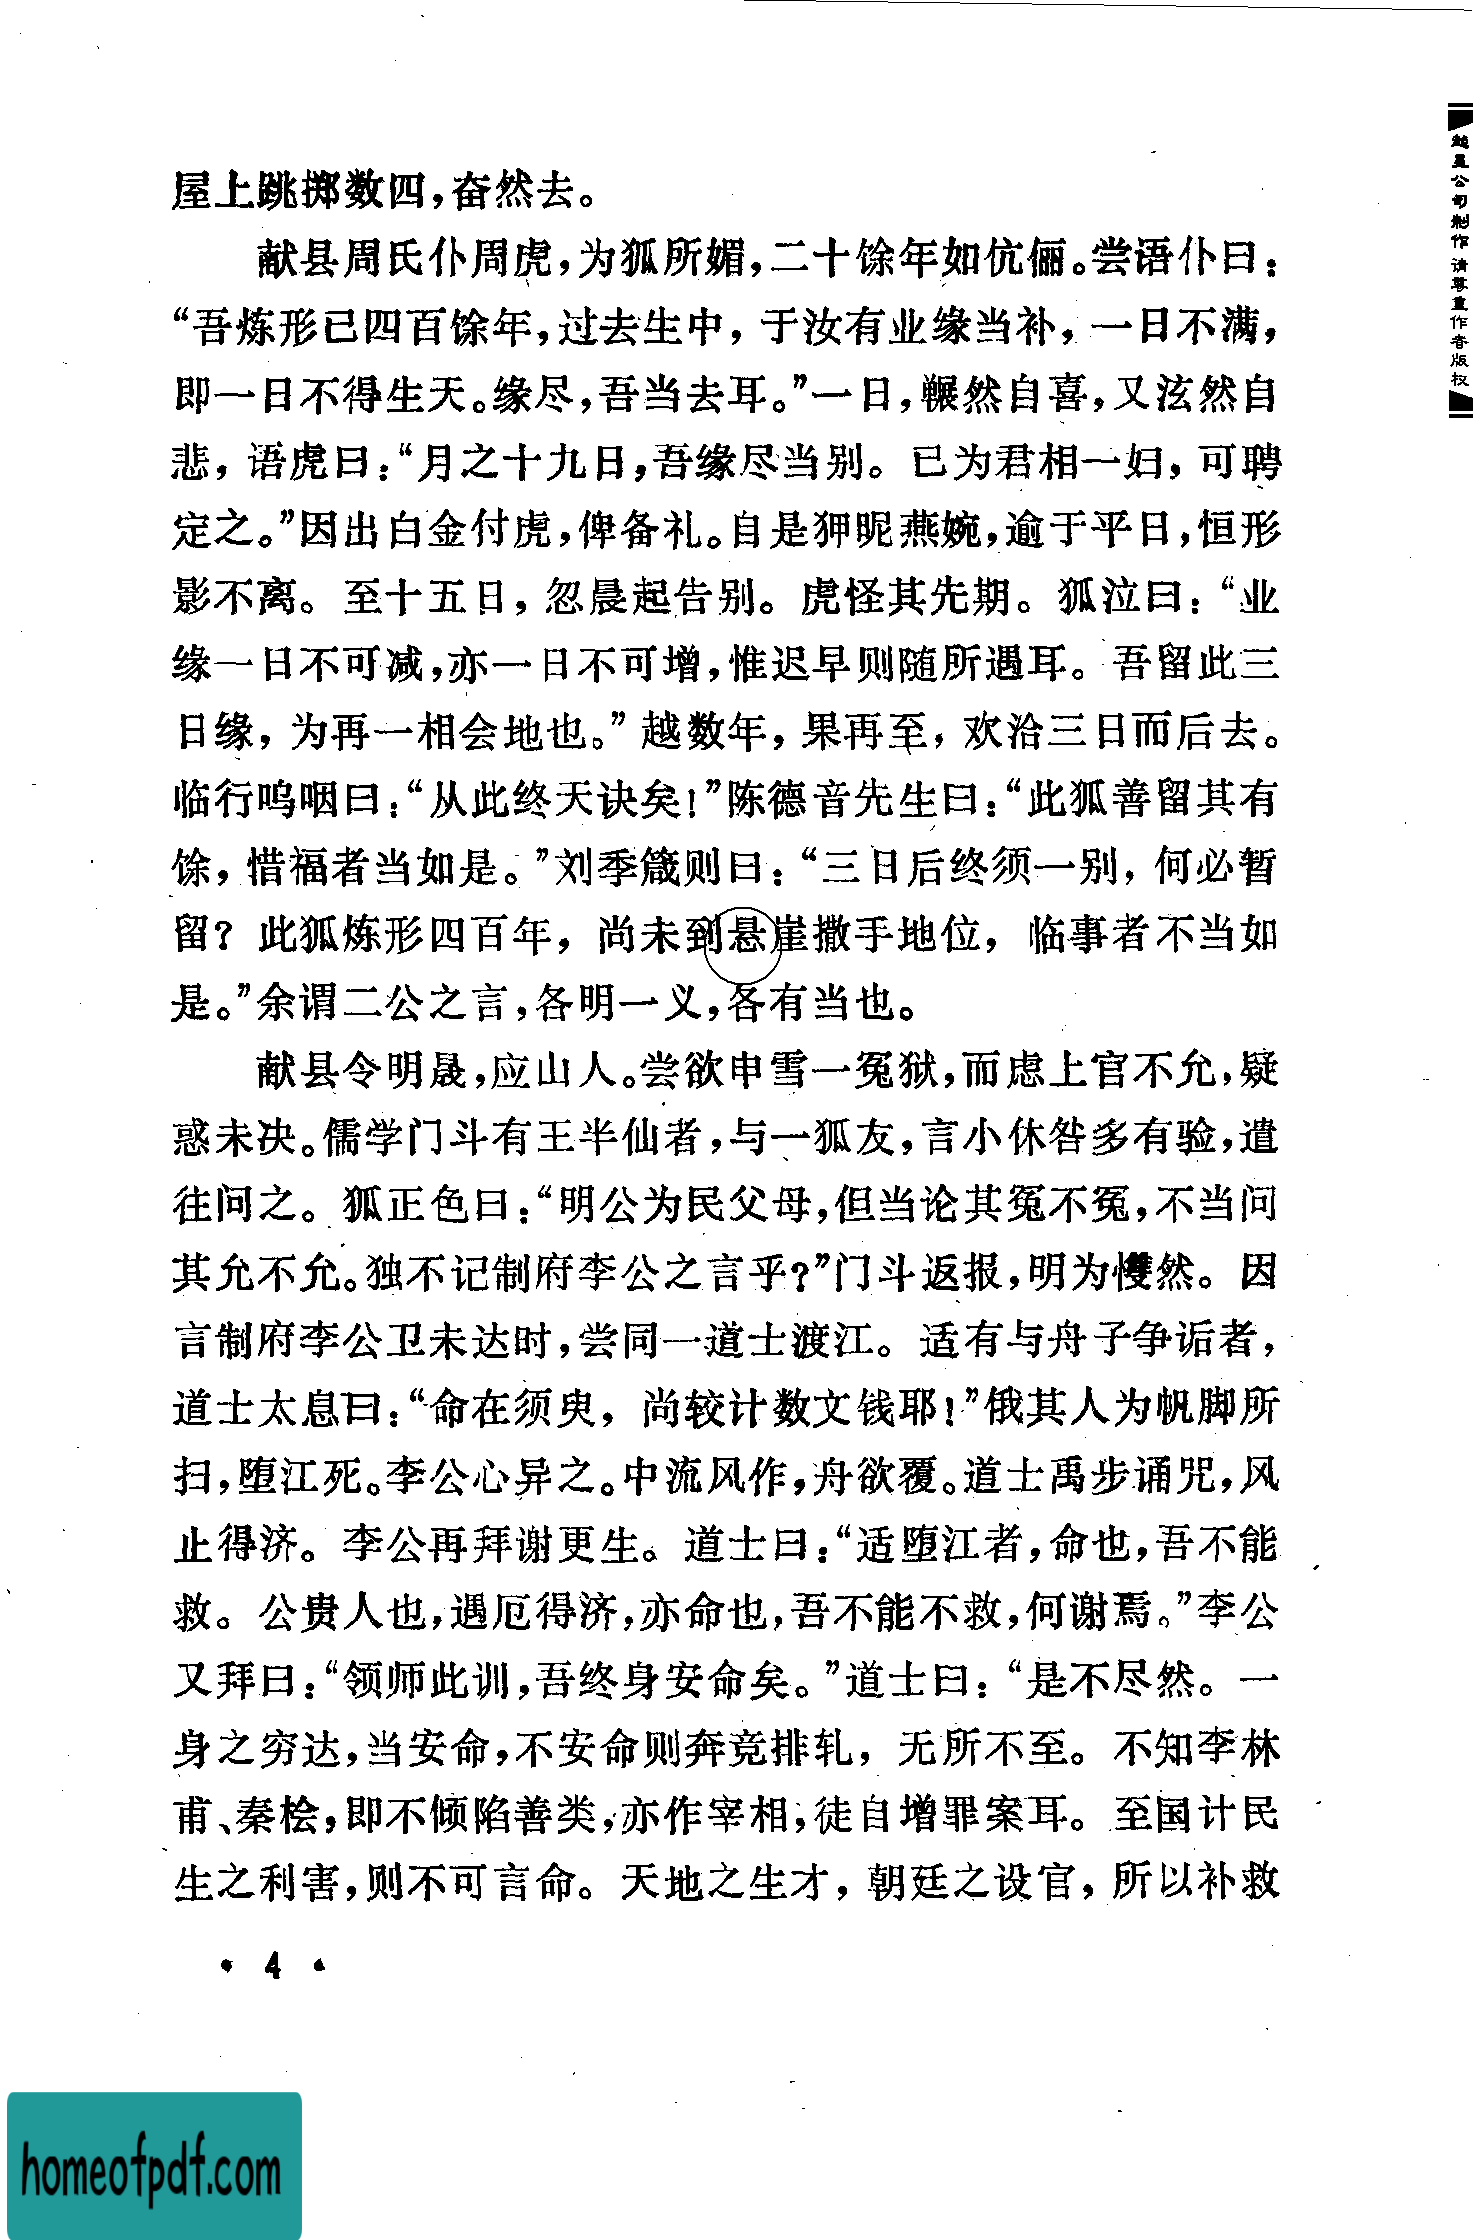 屋上跳掷数四，奋然去。
献县周氏仆周虎，为狐所媚，二十馀年如伉俪。尝语仆曰：
“吾炼形已四百馀年，过去生中，于汝有业缘当补，一日不满，
即一日不得生天。缘尽，吾当去耳。”一日，冁然自喜，又泫然自
悲，语虎曰：“月之十九日，吾缘尽当别。已为君相一妇，可聘
定之。”因出白金付虎，俾备礼。自是狎昵燕婉，逾于平日，恒形
影不离。至十五日，忽晨起告别。虎怪其先期。狐泣曰：“业
缘一日不可减，亦一日不可增，惟迟早则随所遇耳。吾留此三
日缘，为再一相会地也。”越数年，果再至，欢洽三日而后去。
临行呜咽曰：“从此终天诀矣！”陈德音先生曰：“此狐善留其有
馀，惜福者当如是。”刘季箴则曰：“三日后终须一别，何必暂
留？此狐炼形四百年，尚未到悬崖撒手地位，临事者不当如
是。”余谓二公之言，各明一义，各有当也。
献县令明晟，应山人。尝欲申雪一冤狱，而虑上官不允，疑
惑未决。儒学门斗有王半仙者，与一狐友，言小休咎多有验，遣
往问之。狐正色曰：“明公为民父母，但当论其冤不冤，不当问
其允不允。独不记制府李公之言乎？”门斗返报，明为戄然。因
言制府李公卫未达时，尝同一道士渡江。适有与舟子争诟者，
道士太息曰：“命在须臾，尚较计数文钱耶！”俄其人为帆脚所
扫，堕江死。李公心异之。中流风作，舟欲覆。道士禹步诵咒，风
止得济。李公再拜谢更生。道士曰：“适堕江者，命也，吾不能
救。公贵人也，遇厄得济，亦命也，吾不能不救，何谢焉。”李公
又拜曰：“领师此训，吾终身安命矣。”道士曰：“是不尽然。一
身之穷达，当安命，不安命则奔竞排轧，无所不至。不知李林
甫、秦桧，即不倾陷善类，亦作宰相，徒自增罪案耳。至国计民
生之利害，则不可言命。天地之生才，朝廷之设官，所以补救
·4·
超星公司制作 请尊重作者版权
homeofpdf.com